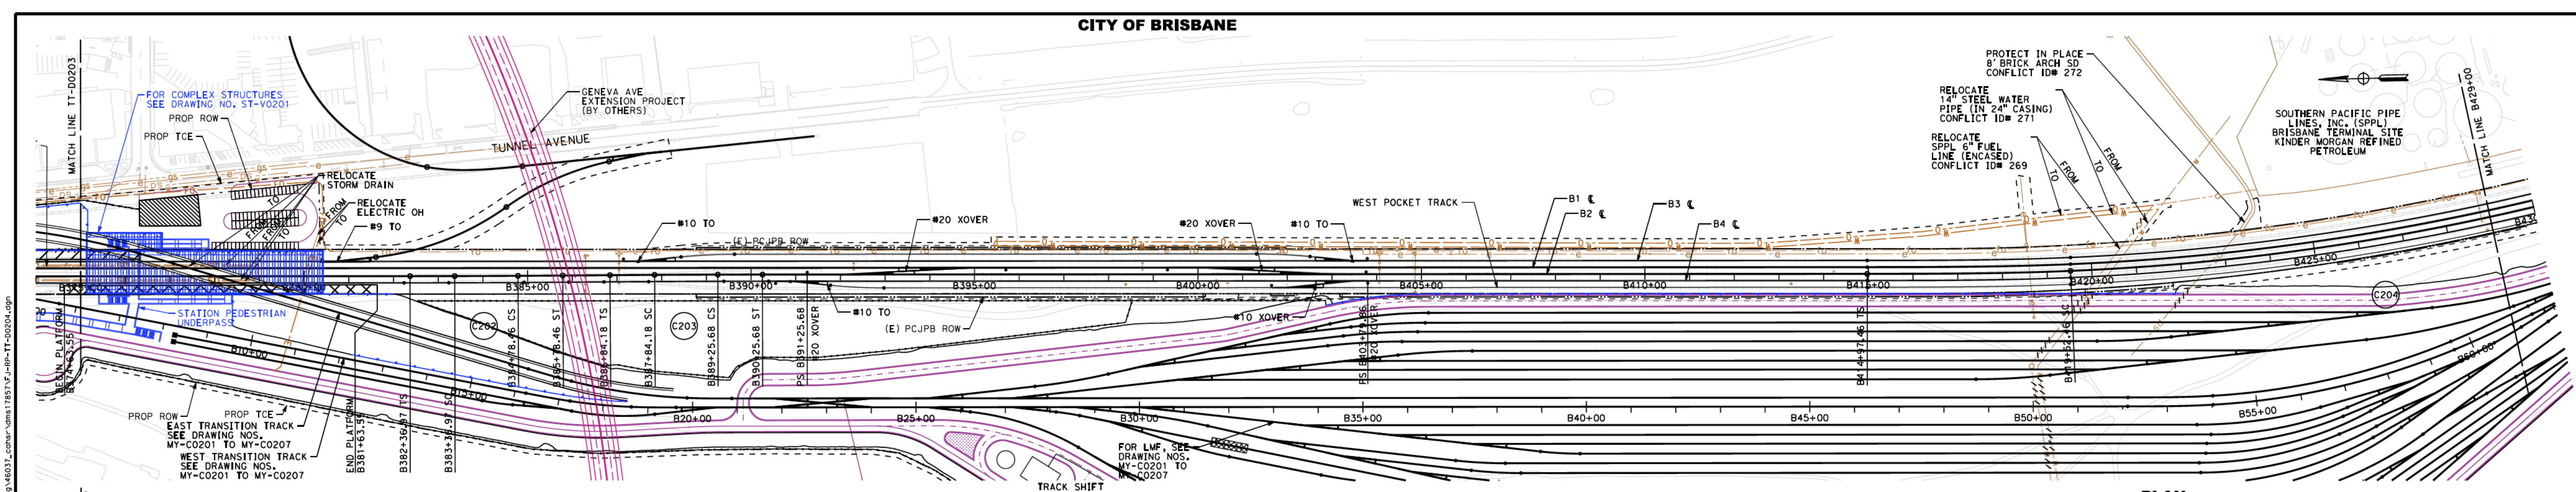 CITY OF BRISBANE
MATCH LINE TT-D0203
FOR COMPLEX STRUCTURES
SEE DRAWING NO. ST-V0201
PROP ROW
PROP TCE
GENEVA AVE
EXTENSION PROJECT
(BY OTHERS)
TUNNEL AVENUE
RELOCATE
STORM DRAIN
FROM
TO
RELOCATE
ELECTRIC OH
FROM
TO
#9 TO
#10 TO
(E) PCJPB ROW
#20 XOVER
#20 XOVER
#10 TO
WEST POCKET TRACK
B1 ℄
B2 ℄
B3 ℄
B4 ℄
PROTECT IN PLACE
8' BRICK ARCH SD
CONFLICT ID# 272
RELOCATE
14" STEEL WATER
PIPE (IN 24" CASING)
CONFLICT ID# 271
RELOCATE
SPPL 6" FUEL
LINE (ENCASED)
CONFLICT ID# 269
FROM
TO
FROM
TO
SOUTHERN PACIFIC PIPE
LINES, INC. (SPPL)
BRISBANE TERMINAL SITE
KINDER MORGAN REFINED
PETROLEUM
MATCH LINE B429+00
B385+00
B390+00
B395+00
B400+00
B405+00
B410+00
B415+00
B420+00
B425+00
STATION PEDESTRIAN
UNDERPASS
BEGIN PLATFORM
B374+63.55
B10+00
B15+00
C202
C203
C204
#10 TO
(E) PCJPB ROW
#10 XOVER
END PLATFORM
B381+63.55
B382+36.97 TS
B383+36.97 SC
B384+78.46 CS
B385+78.46 ST
B386+84.18 TS
B387+84.18 SC
B389+25.68 CS
B390+25.68 ST
PS B391+25.68
#20 XOVER
PS B403+79.86
#20 XOVER
B414+97.46 TS
B419+52.46 SC
PROP ROW
PROP TCE
EAST TRANSITION TRACK
SEE DRAWING NOS.
MY-C0201 TO MY-C0207
WEST TRANSITION TRACK
SEE DRAWING NOS.
MY-C0201 TO MY-C0207
B20+00
B25+00
B30+00
B35+00
B40+00
B45+00
B50+00
B55+00
B60+00
FOR LMF, SEE
DRAWING NOS.
MY-C0201 TO
MY-C0207
TRACK SHIFT